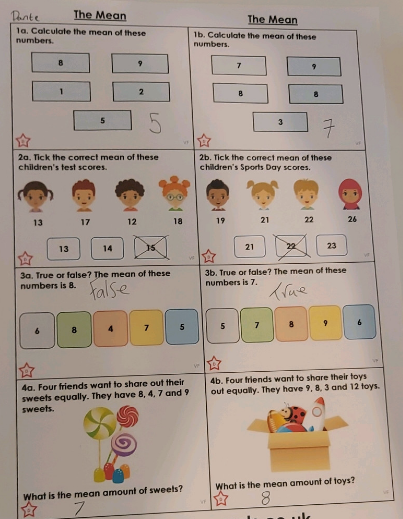 Dante
The Mean
The Mean
1a. Calculate the mean of these
numbers.
8 9
1 2
5
5
1b. Calculate the mean of these
numbers.
7 9
8 8
3
7
2a. Tick the correct mean of these
children's test scores.
13 17 12 18
13 14 15
2b. Tick the correct mean of these
children's Sports Day scores.
19 21 22 26
21 22 23
3a. True or false? The mean of these
numbers is 8.
False
6 8 4 7 5
3b. True or false? The mean of these
numbers is 7.
True
5 7 8 9 6
4a. Four friends want to share out their
sweets equally. They have 8, 4, 7 and 9
sweets.
What is the mean amount of sweets?
7
4b. Four friends want to share their toys
out equally. They have 9, 8, 3 and 12 toys.
What is the mean amount of toys?
8